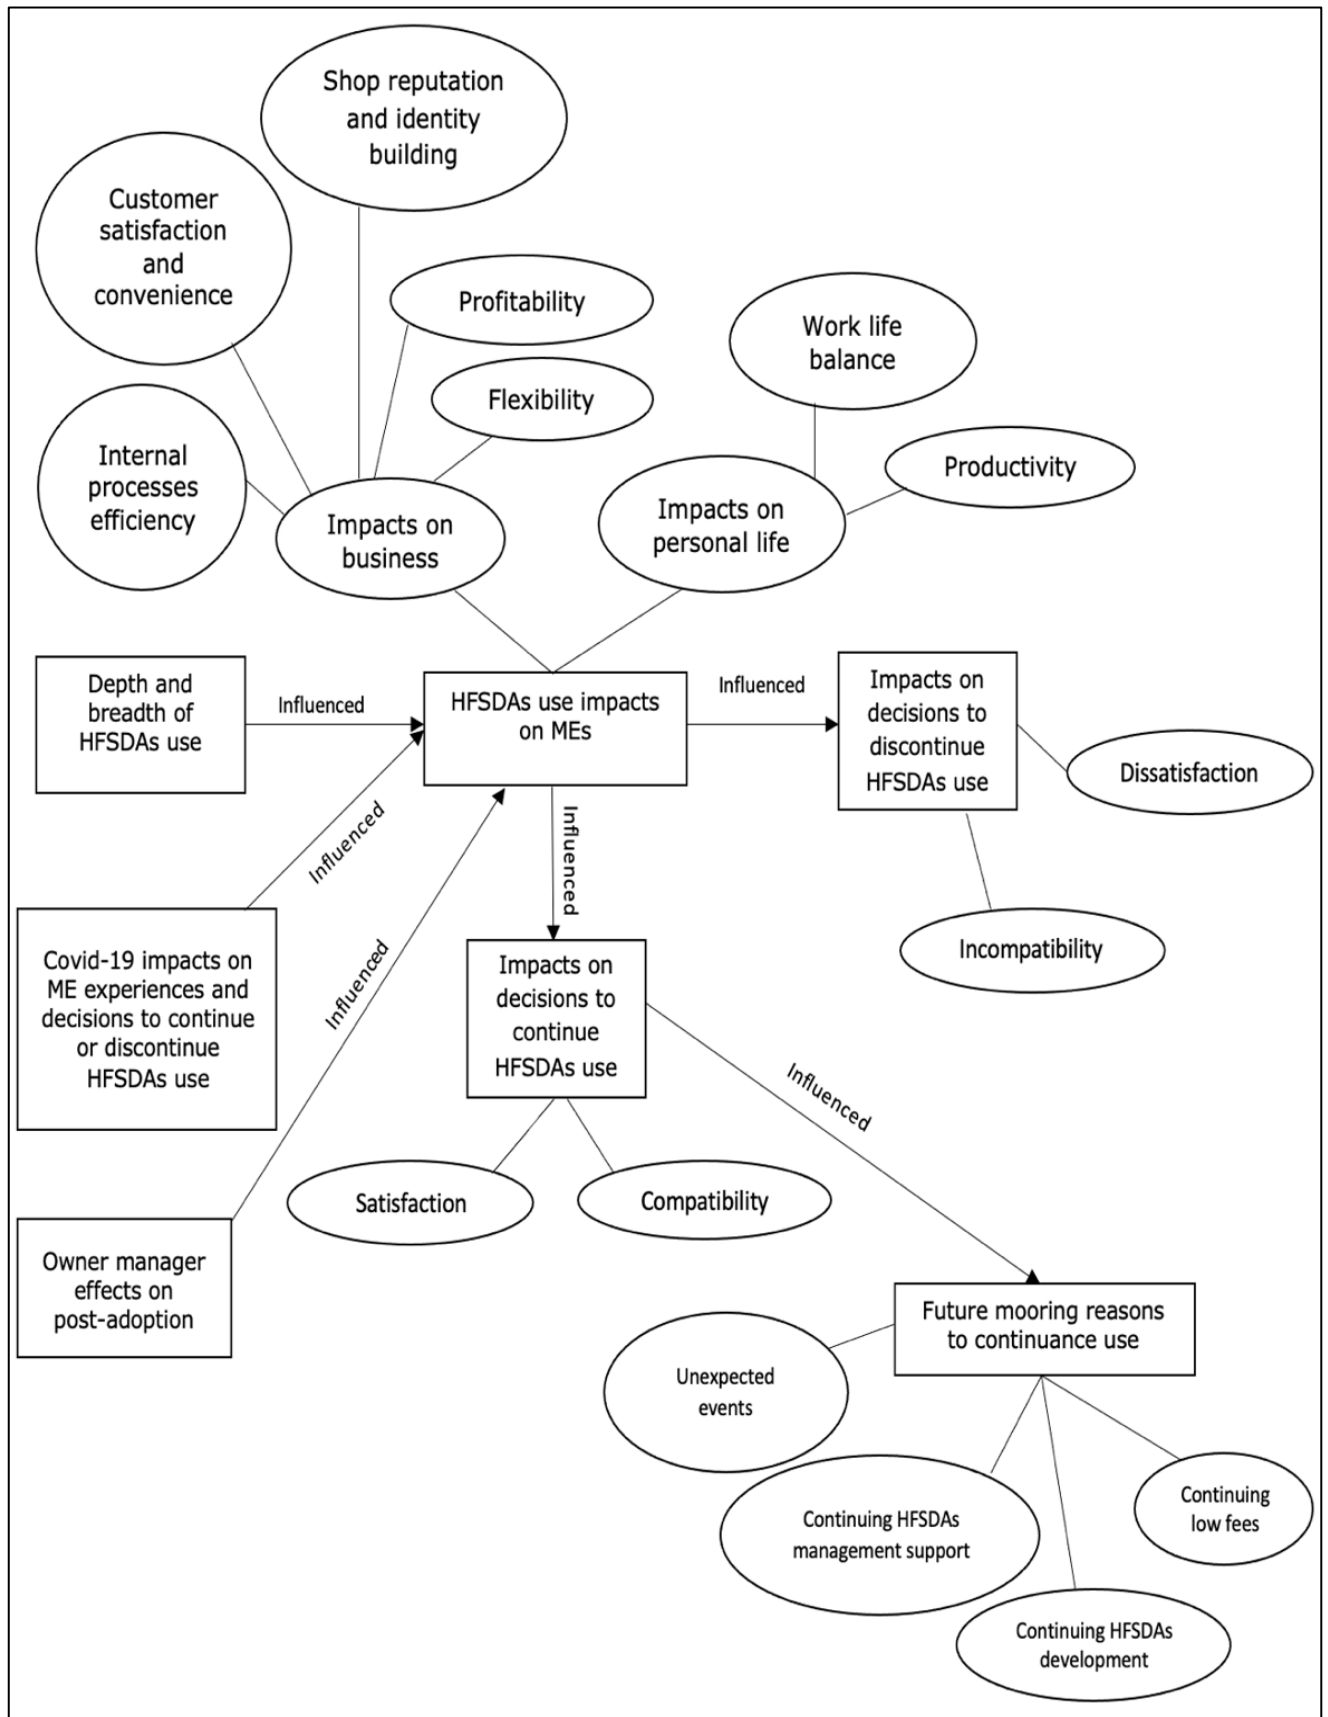 Shop reputation
and identity
building
Customer
satisfaction
and
convenience
Profitability
Work life
balance
Flexibility
Internal
processes
efficiency
Productivity
Impacts on
business
Impacts on
personal life
Depth and
breadth of
HFSDAs use
Influenced
HFSDAs use impacts
on MEs
Influenced
Impacts on
decisions to
discontinue
HFSDAs use
Dissatisfaction
Influenced
Influenced
Incompatibility
Covid-19 impacts on
ME experiences and
decisions to continue
or discontinue
HFSDAs use
Influenced
Impacts on
decisions to
continue
HFSDAs use
Influenced
Satisfaction
Compatibility
Owner manager
effects on
post-adoption
Future mooring reasons
to continuance use
Unexpected
events
Continuing HFSDAs
management support
Continuing
low fees
Continuing HFSDAs
development